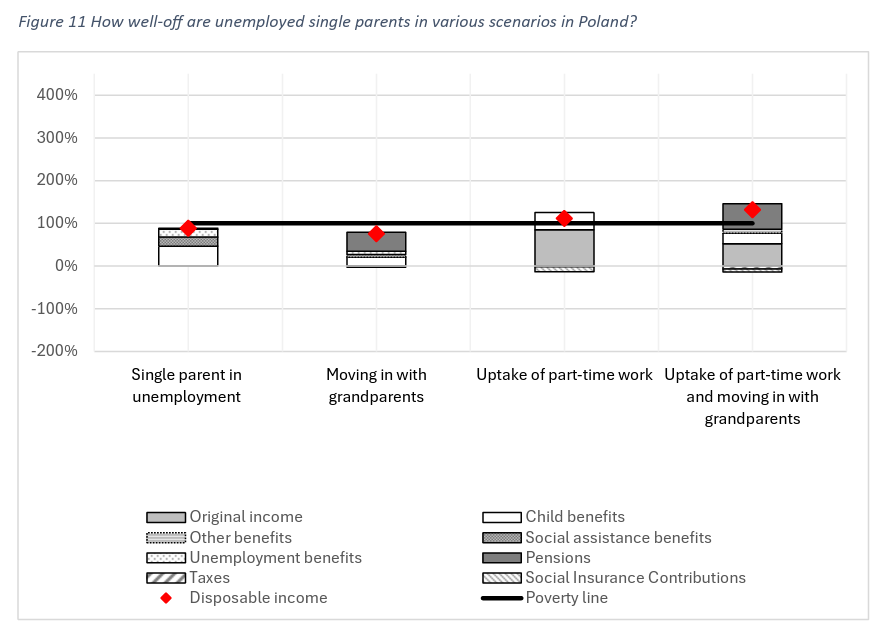 Figure 11 How well-off are unemployed single parents in various scenarios in Poland?
400%
300%
200%
100%
0%
-100%
-200%
Single parent in
unemployment
Moving in with
grandparents
Uptake of part-time work
Uptake of part-time work
and moving in with
grandparents
Original income
Child benefits
Other benefits
Social assistance benefits
Unemployment benefits
Pensions
Taxes
Social Insurance Contributions
Disposable income
Poverty line